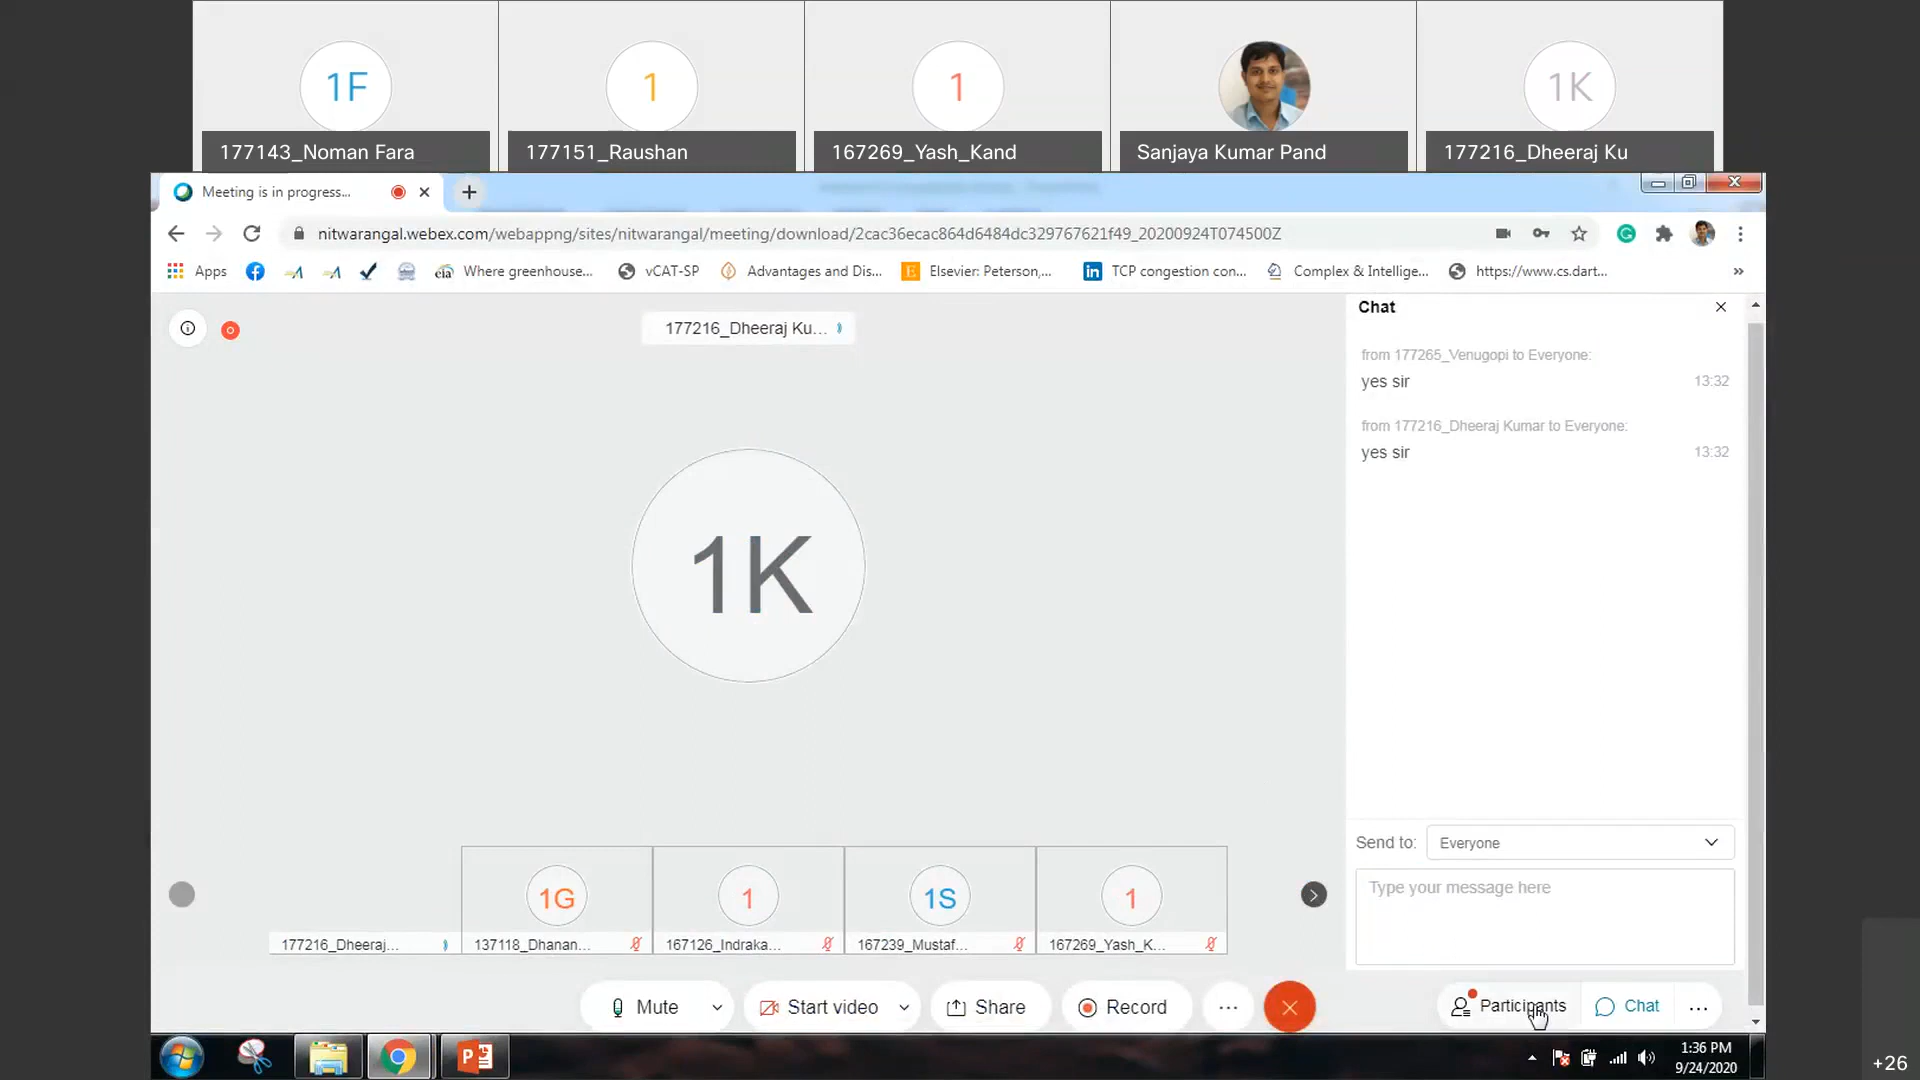 1F
1
1
1K
177143_Noman Fara
177151_Raushan
167269_Yash_Kand
Sanjaya Kumar Pand
177216_Dheeraj Ku
Meeting is in progress...
nitwarangal.webex.com/webappng/sites/nitwarangal/meeting/download/2cac36ecac864d6484dc329767621f49_20200924T074500Z
Apps
eia Where greenhouse...
vCAT-SP
Advantages and Dis...
E Elsevier: Peterson,...
in TCP congestion con...
Complex & Intellige...
https://www.cs.dart...
»
177216_Dheeraj Ku...
Chat
from 177265_Venugopi to Everyone:
yes sir 13:32
from 177216_Dheeraj Kumar to Everyone:
yes sir 13:32
1K
Send to: Everyone
Type your message here
1G
1
1S
1
177216_Dheeraj...
137118_Dhanan...
167126_Indraka...
167239_Mustaf...
167269_Yash_K...
Mute
Start video
Share
Record
...
Participants
Chat
...
P
1:36 PM
9/24/2020
+26